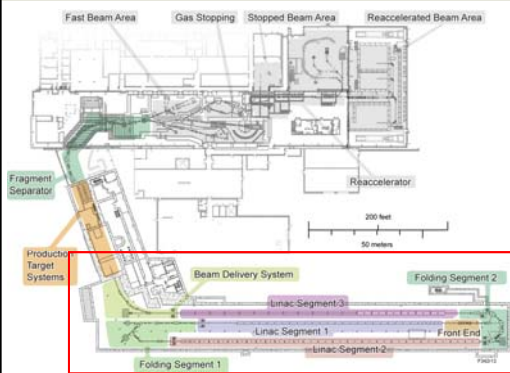 Fast Beam Area
Gas Stopping
Stopped Beam Area
Reaccelerated Beam Area
Reaccelerator
Fragment
Separator
200 feet
50 meters
Production
Target
Systems
Beam Delivery System
Folding Segment 2
Linac Segment 3
Linac Segment 1
Front End
Linac Segment 2
Folding Segment 1